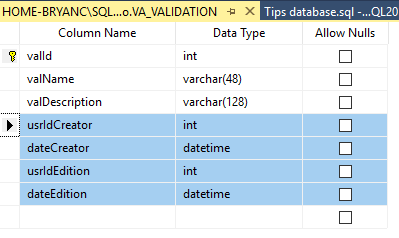 HOME-BRYANC\SQL...o.VA_VALIDATION Tips database.sql -...QL20
Column Name Data Type Allow Nulls
valId int
valName varchar(48)
valDescription varchar(128)
usrIdCreator int
dateCreator datetime
usrIdEdition int
dateEdition datetime